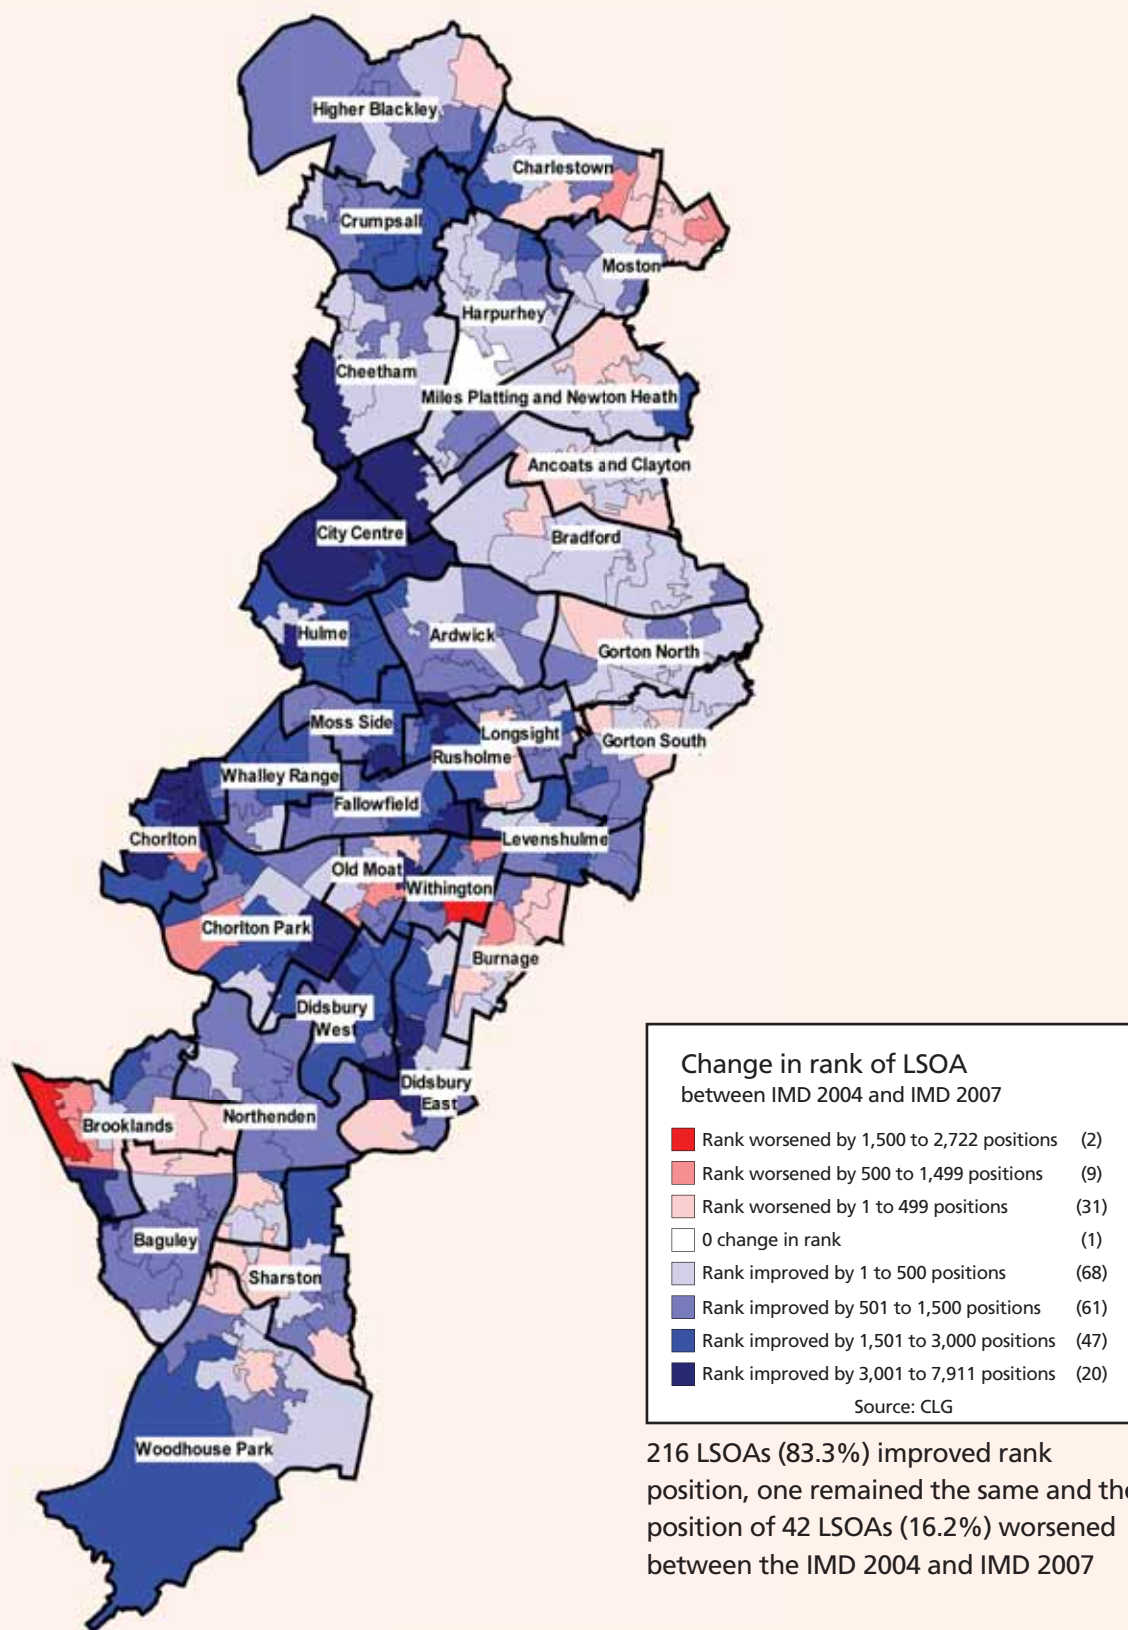 Higher Blackley
Charlestown
Crumpsall
Moston
Harpurhey
Cheetham
Miles Platting and Newton Heath
Ancoats and Clayton
City Centre
Bradford
Hulme
Ardwick
Gorton North
Moss Side
Longsight
Gorton South
Rusholme
Whalley Range
Fallowfield
Chorlton
Levenshulme
Old Moat
Withington
Chorlton Park
Burnage
Didsbury
West
Didsbury
East
Brooklands
Northenden
Baguley
Sharston
Woodhouse Park
Change in rank of LSOA
between IMD 2004 and IMD 2007
Rank worsened by 1,500 to 2,722 positions (2)
Rank worsened by 500 to 1,499 positions (9)
Rank worsened by 1 to 499 positions (31)
0 change in rank (1)
Rank improved by 1 to 500 positions (68)
Rank improved by 501 to 1,500 positions (61)
Rank improved by 1,501 to 3,000 positions (47)
Rank improved by 3,001 to 7,911 positions (20)
Source: CLG
216 LSOAs (83.3%) improved rank
position, one remained the same and the
position of 42 LSOAs (16.2%) worsened
between the IMD 2004 and IMD 2007